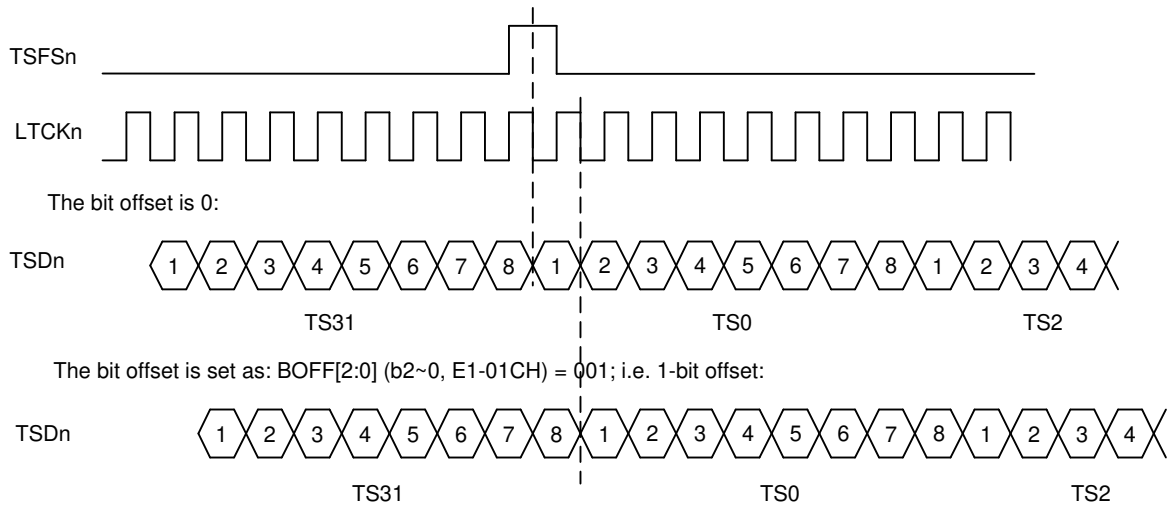 TSFSn
LTCKn
The bit offset is 0:
TSDn 1 2 3 4 5 6 7 8 1 2 3 4 5 6 7 8 1 2 3 4
TS31 TS0 TS2
The bit offset is set as: BOFF[2:0] (b2~0, E1-01CH) = 001; i.e. 1-bit offset:
TSDn 1 2 3 4 5 6 7 8 1 2 3 4 5 6 7 8 1 2 3 4
TS31 TS0 TS2